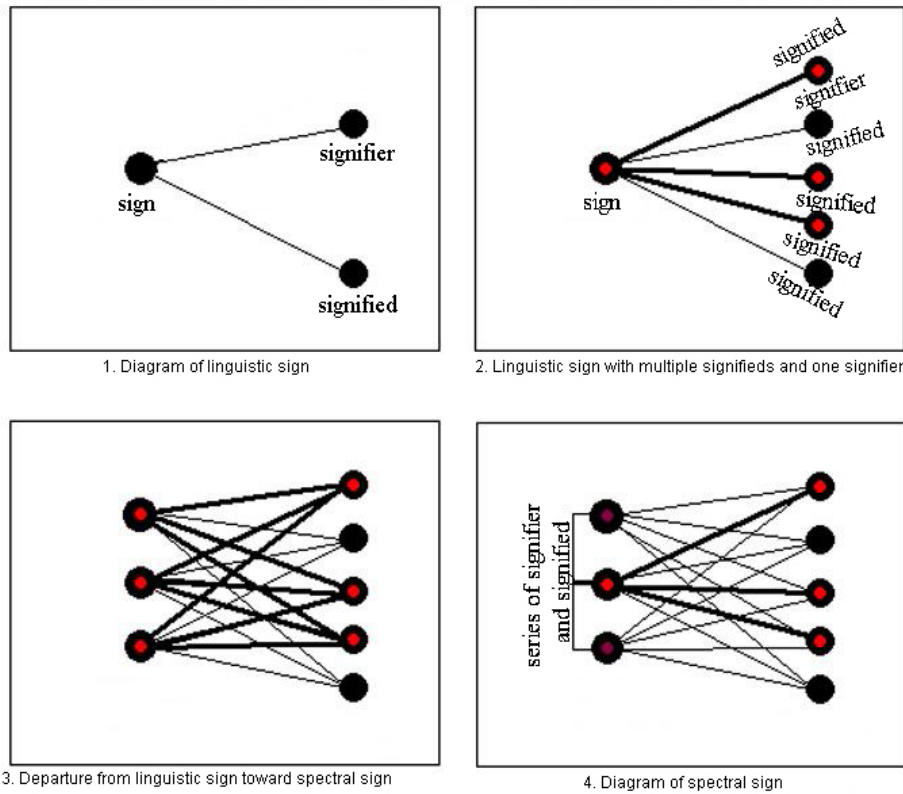 signifier
sign
signified
1. Diagram of linguistic sign
signified
signifier
signified
sign
signified
signified
signified
2. Linguistic sign with multiple signifieds and one signifier
3. Departure from linguistic sign toward spectral sign
series of signifier
and signified
4. Diagram of spectral sign